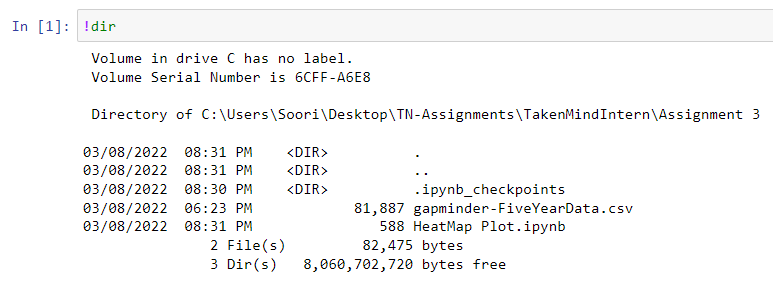 In [1]: !dir
Volume in drive C has no label.
Volume Serial Number is 6CFF-A6E8
Directory of C:\Users\Soori\Desktop\TN-Assignments\TakenMindIntern\Assignment 3
03/08/2022  08:31 PM    <DIR>          .
03/08/2022  08:31 PM    <DIR>          ..
03/08/2022  08:30 PM    <DIR>          .ipynb_checkpoints
03/08/2022  06:23 PM            81,887 gapminder-FiveYearData.csv
03/08/2022  08:31 PM               588 HeatMap Plot.ipynb
2 File(s)         82,475 bytes
3 Dir(s)   8,060,702,720 bytes free